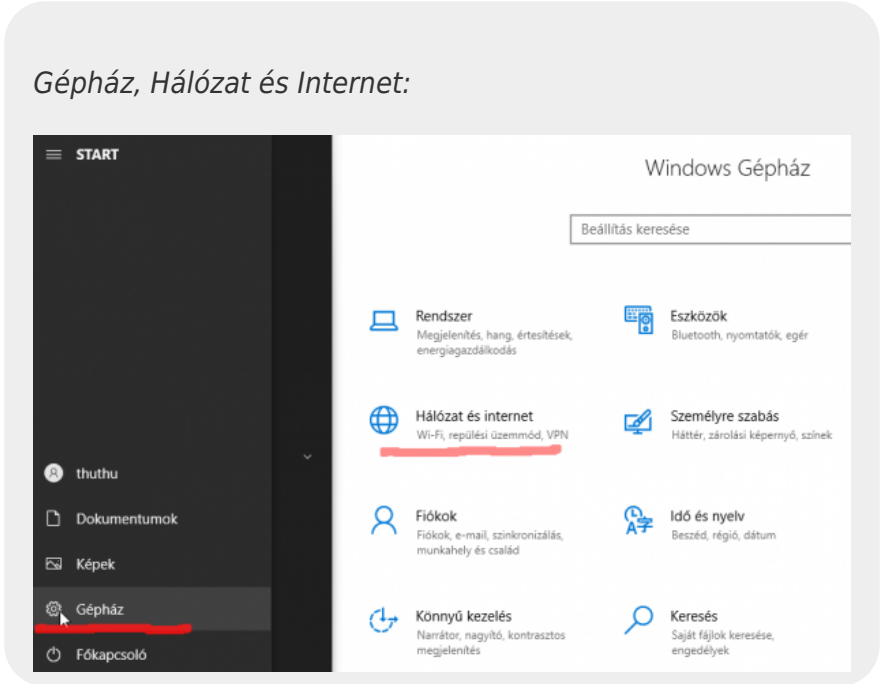 Gépház, Hálózat és Internet:
START
thuthu
Dokumentumok
Képek
Gépház
Főkapcsoló
Windows Gépház
Beállítás keresése
Rendszer
Megjelenítés, hang, értesítések,
energiagazdálkodás
Eszközök
Bluetooth, nyomtatók, egér
Hálózat és internet
Wi-Fi, repülési üzemmód, VPN
Személyre szabás
Háttér, zárolási képernyő, színek
Fiókok
Fiókok, e-mail, szinkronizálás,
munkahely és család
Idő és nyelv
Beszéd, régió, dátum
Könnyű kezelés
Narrátor, nagyító, kontrasztos
megjelenítés
Keresés
Saját fájlok keresése,
engedélyek